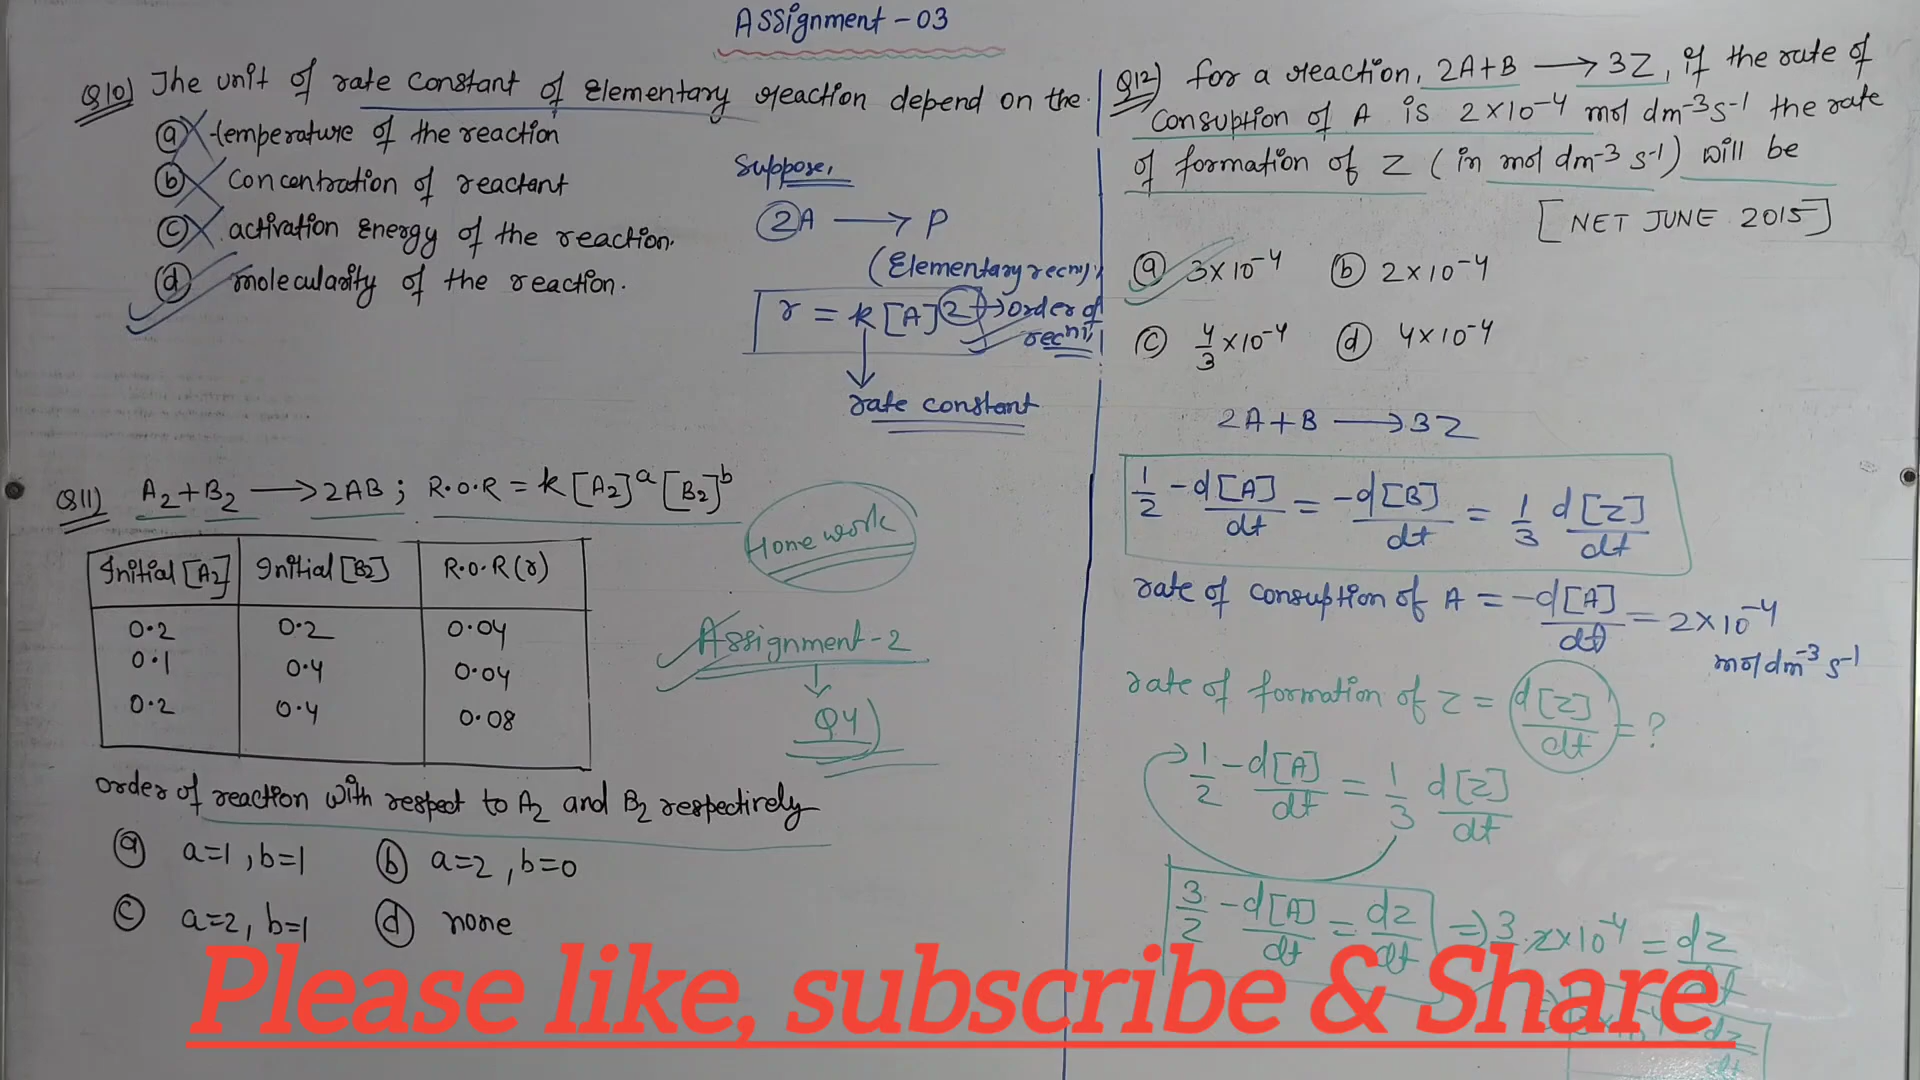 Assignment - 03
Q10) The unit of rate constant of Elementary reaction depend on the
(a) temperature of the reaction
(b) concentration of reactant
(c) activation Energy of the reaction.
(d) molecularity of the reaction.
Suppose,
2A → P
(Elementary recn)
r = k[A]2 → order of
recn,
rate constant
Q11) A2 + B2 → 2AB ; R.O.R = k[A2]a [B2]b
Home work
Initial [A2] Initial [B2] R.O.R (r)
0.2 0.2 0.04
0.1 0.4 0.04
0.2 0.4 0.08
Assignment - 2
Q4)
order of reaction with respect to A2 and B2 respectirely
(a) a=1, b=1 (b) a=2, b=0
(c) a=2, b=1 (d) none
Q12) for a reaction, 2A+B → 3Z, if the rate of
consuption of A is 2×10-4 mol dm-3 s-1 the rate
of formation of Z (in mol dm-3 s-1) will be
[NET JUNE 2015]
(a) 3×10-4 (b) 2×10-4
(c) 4/3 ×10-4 (d) 4×10-4
2A+B → 3Z
1/2 -d[A]/dt = -d[B]/dt = 1/3 d[Z]/dt
rate of consuption of A = -d[A]/dt = 2×10-4
mol dm-3 s-1
rate of formation of Z = d[Z]/dt = ?
1/2 -d[A]/dt = 1/3 d[Z]/dt
3/2 -d[A]/dt = dz/dt ⇒ 3 . 2×10-4 = dz/dt
Please like, subscribe & Share